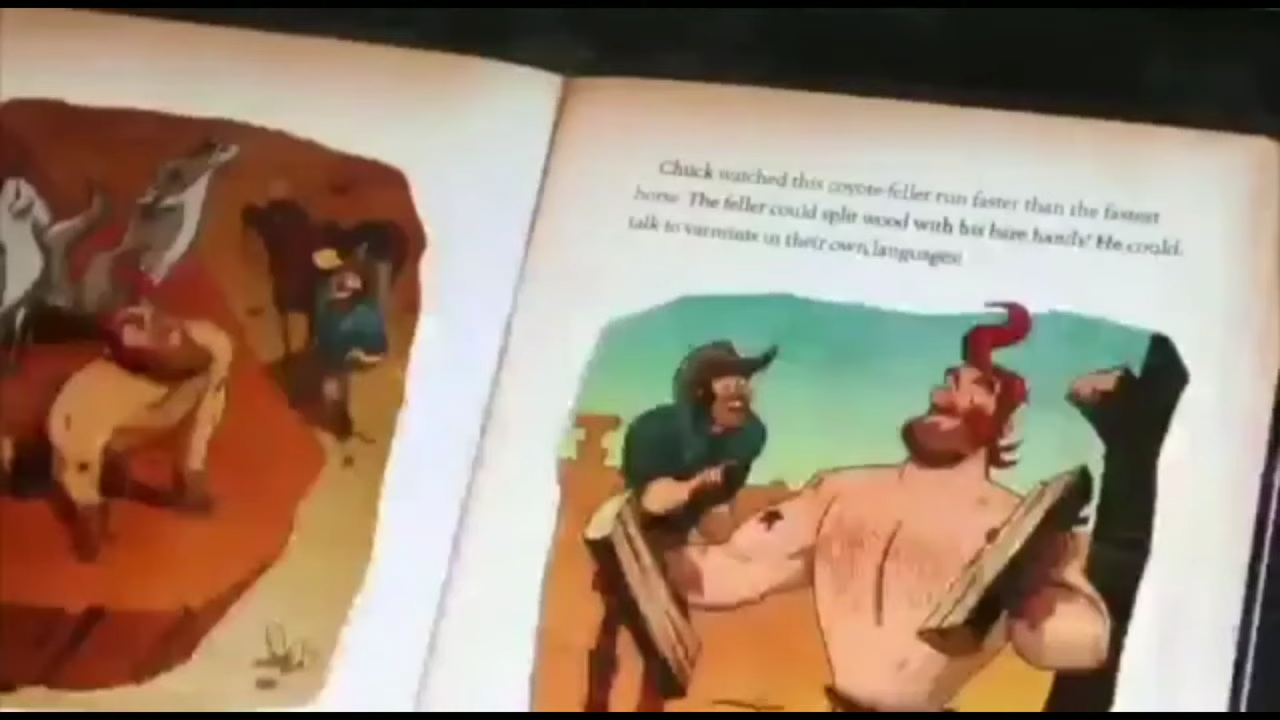 Chuck watched this coyote-feller run faster than the fastest
horse. The feller could split wood with his bare hands! He could
talk to varmints in their own languages!